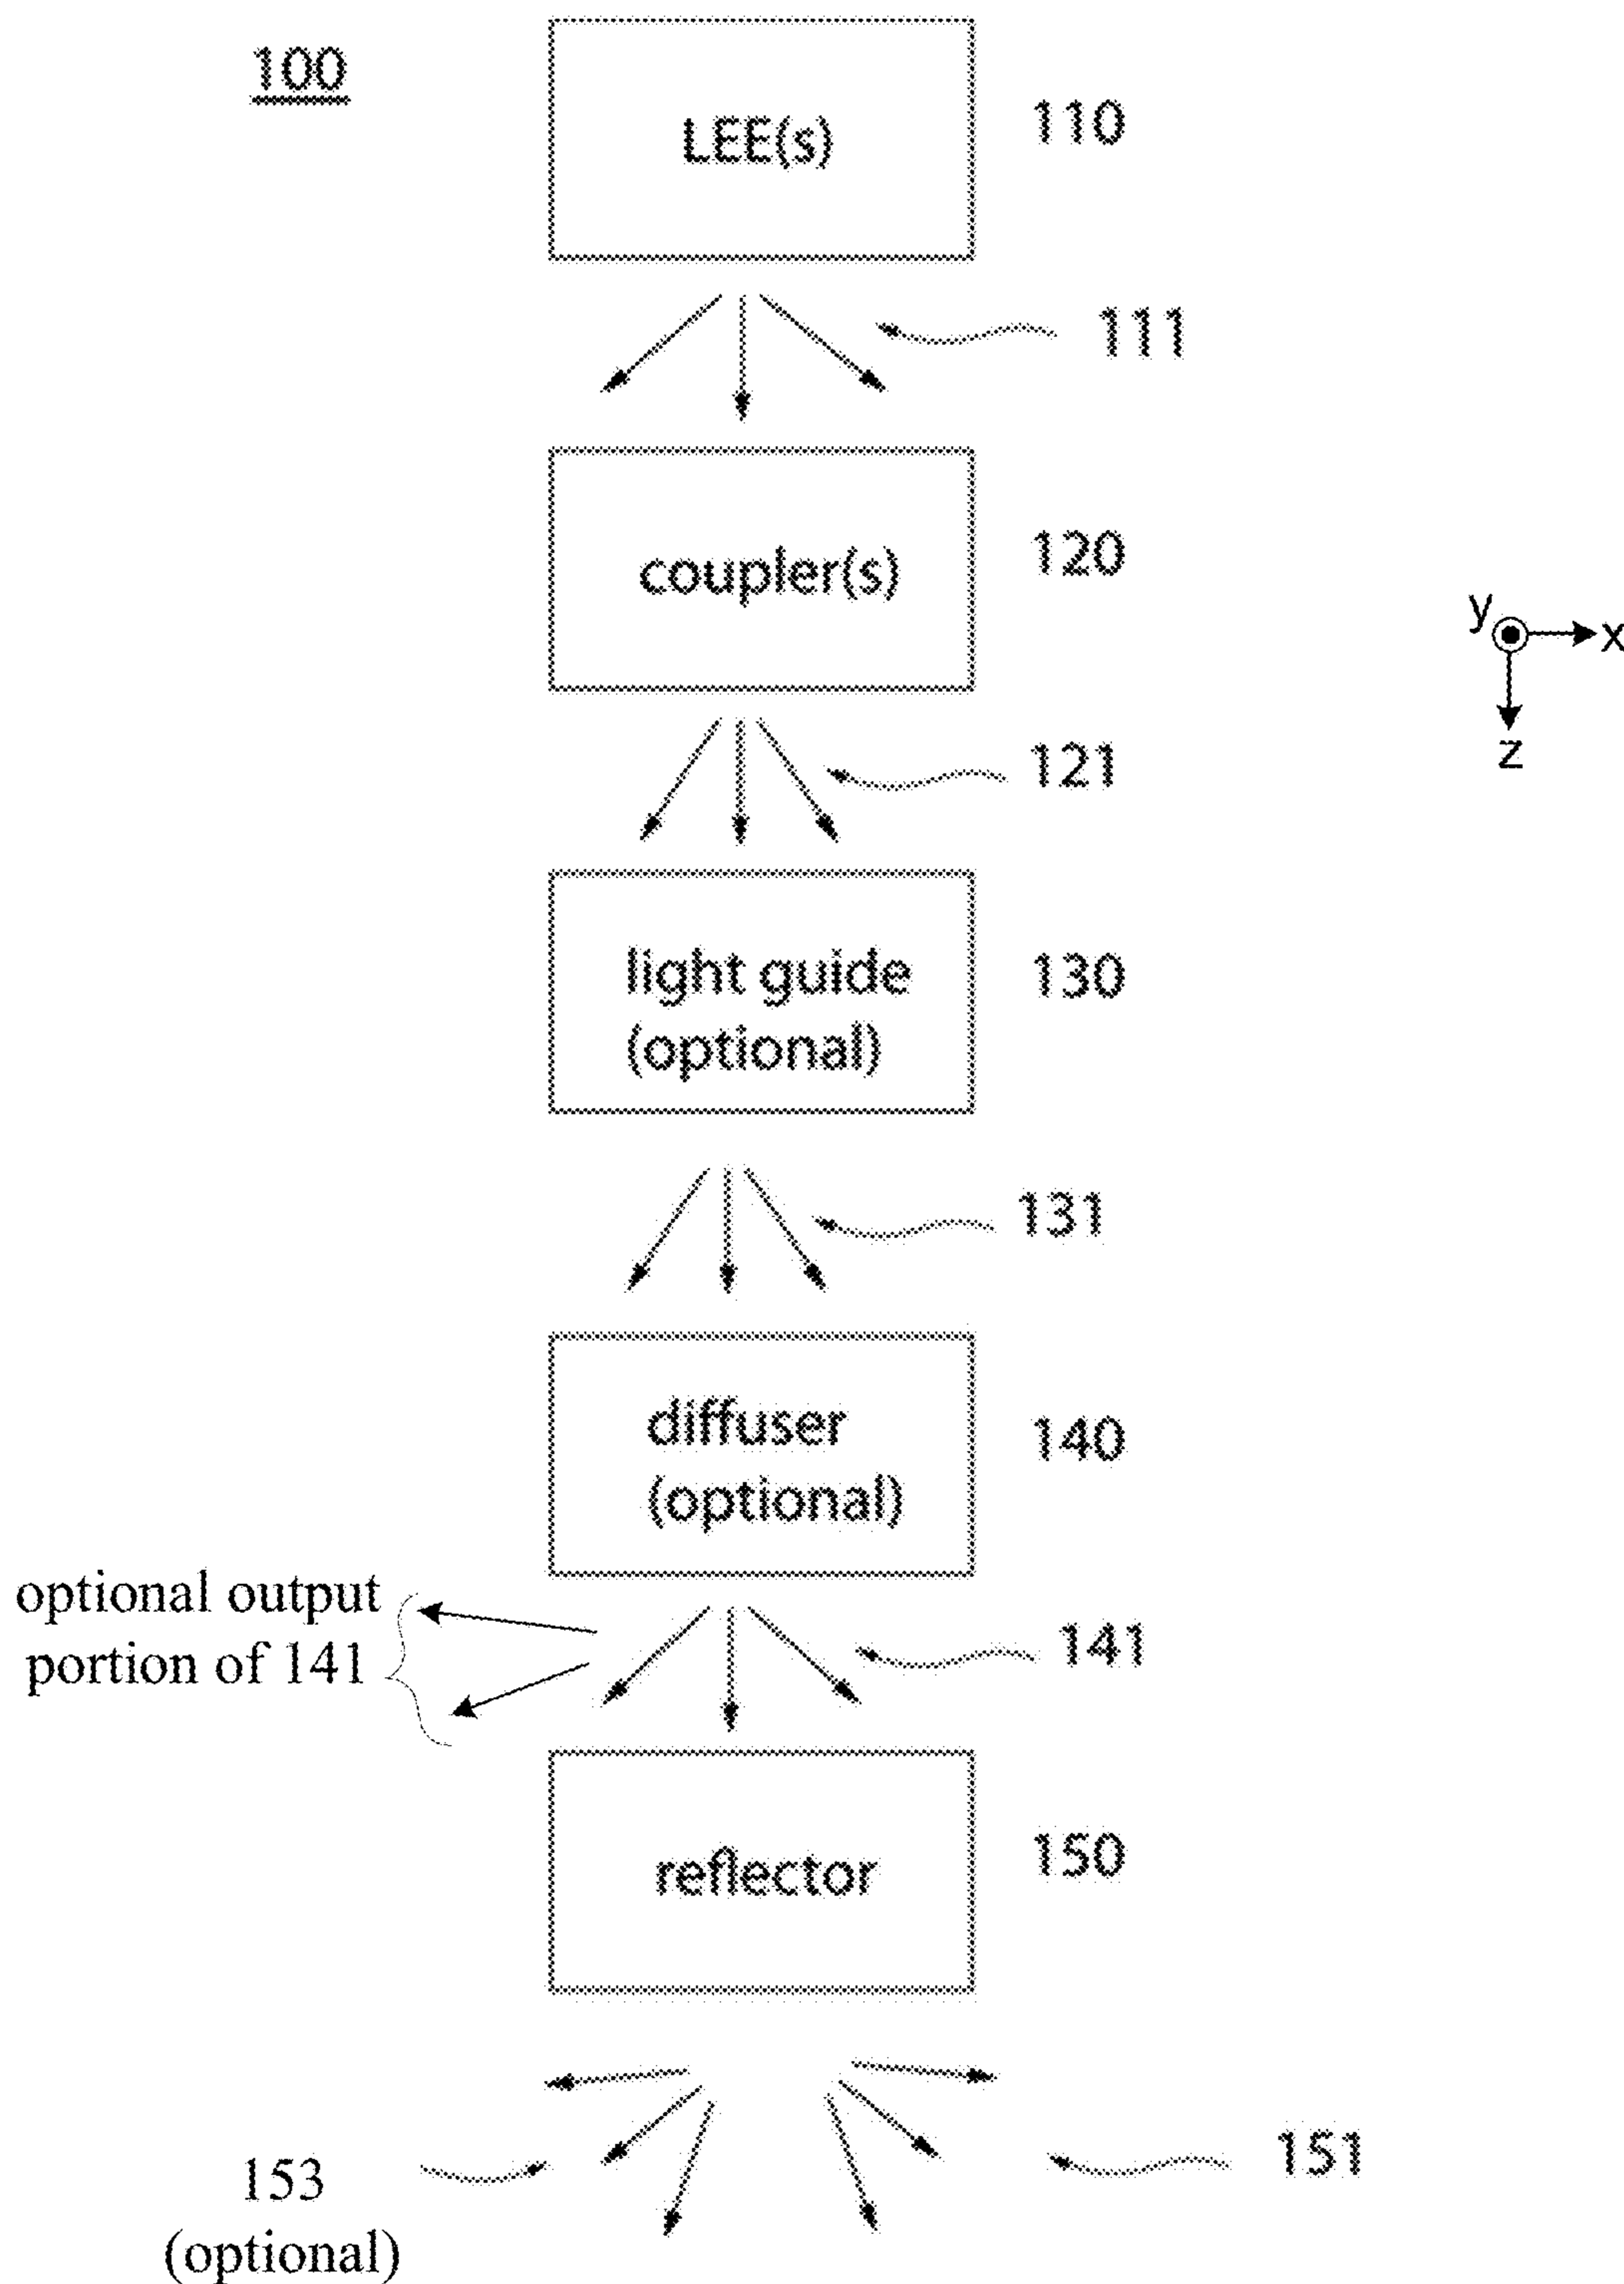 100
LEE(s)
110
111
coupler(s)
120
y
x
z
121
light guide
(optional)
130
131
diffuser
(optional)
140
optional output
portion of 141
141
reflector
150
151
153
(optional)